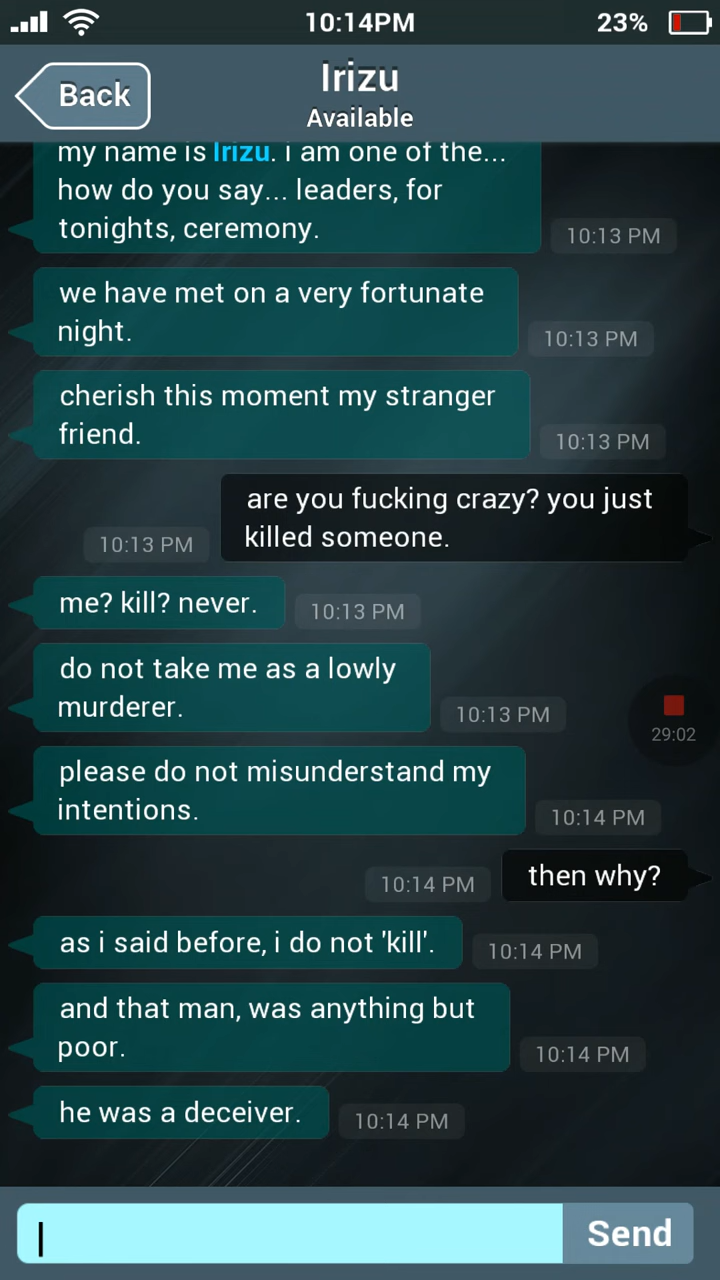 10:14PM
23%
Back
Irizu
Available
my name is Irizu. i am one of the...
how do you say... leaders, for
tonights, ceremony.
10:13 PM
we have met on a very fortunate
night.
10:13 PM
cherish this moment my stranger
friend.
10:13 PM
are you fucking crazy? you just
killed someone.
10:13 PM
me? kill? never.
10:13 PM
do not take me as a lowly
murderer.
10:13 PM
29:02
please do not misunderstand my
intentions.
10:14 PM
then why?
10:14 PM
as i said before, i do not 'kill'.
10:14 PM
and that man, was anything but
poor.
10:14 PM
he was a deceiver.
10:14 PM
Send